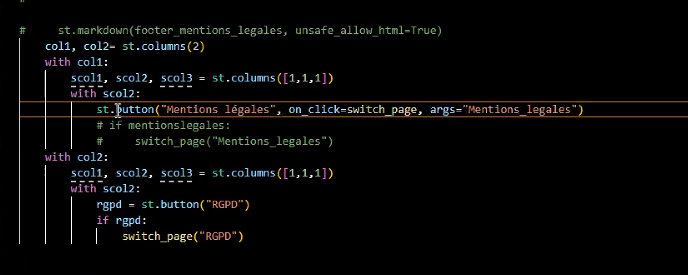 #     st.markdown(footer_mentions_legales, unsafe_allow_html=True)
    col1, col2= st.columns(2)
    with col1:
        scol1, scol2, scol3 = st.columns([1,1,1])
        with scol2:
            st.button("Mentions légales", on_click=switch_page, args="Mentions_legales")
            # if mentionslegales:
            #     switch_page("Mentions_legales")
    with col2:
        scol1, scol2, scol3 = st.columns([1,1,1])
        with scol2:
            rgpd = st.button("RGPD")
            if rgpd:
                switch_page("RGPD")